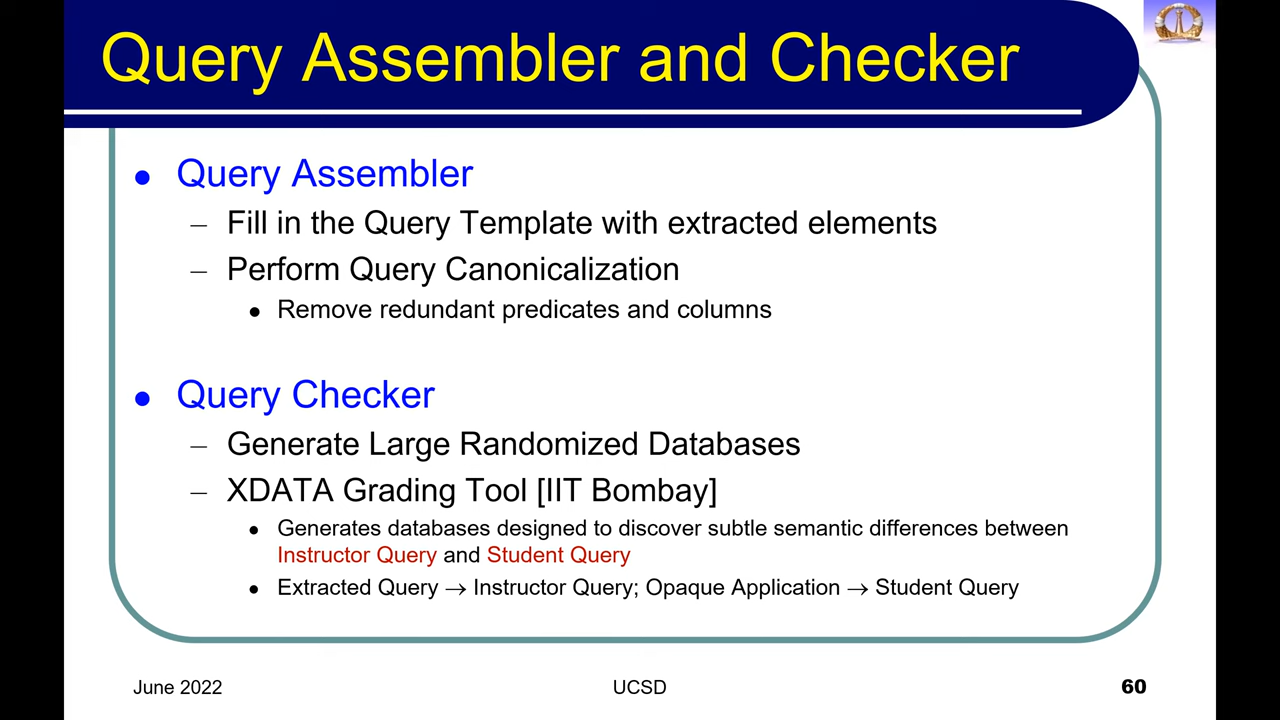 Query Assembler and Checker
● Query Assembler
– Fill in the Query Template with extracted elements
– Perform Query Canonicalization
● Remove redundant predicates and columns
● Query Checker
– Generate Large Randomized Databases
– XDATA Grading Tool [IIT Bombay]
● Generates databases designed to discover subtle semantic differences between
Instructor Query and Student Query
● Extracted Query → Instructor Query; Opaque Application → Student Query
June 2022
UCSD
60